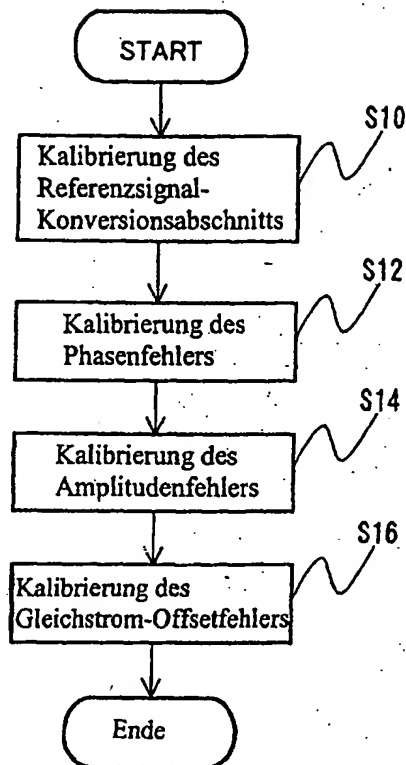 START
S10
Kalibrierung des
Referenzsignal-
Konversionsabschnitts
S12
Kalibrierung des
Phasenfehlers
S14
Kalibrierung des
Amplitudenfehlers
S16
Kalibrierung des
Gleichstrom-Offsetfehlers
Ende